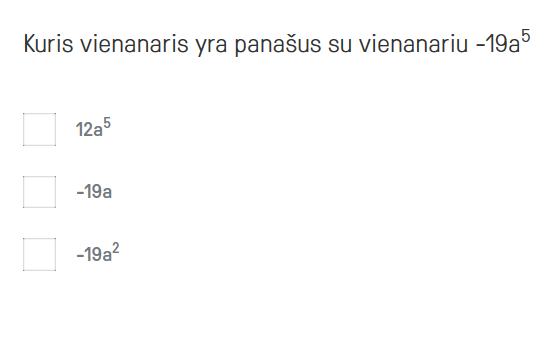 Kuris vienanaris yra panašus su vienanariu -19a⁵
12a⁵
-19a
-19a²